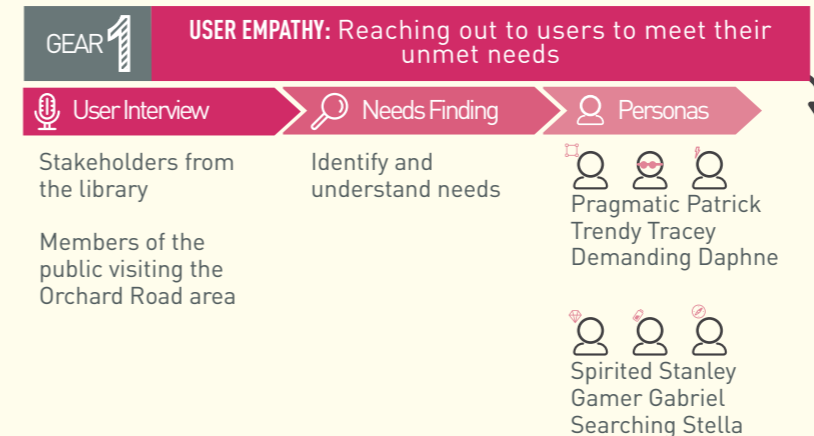 GEAR 1
USER EMPATHY: Reaching out to users to meet their
unmet needs
User Interview
Needs Finding
Personas
Stakeholders from
the library
Members of the
public visiting the
Orchard Road area
Identify and
understand needs
Pragmatic Patrick
Trendy Tracey
Demanding Daphne
Spirited Stanley
Gamer Gabriel
Searching Stella